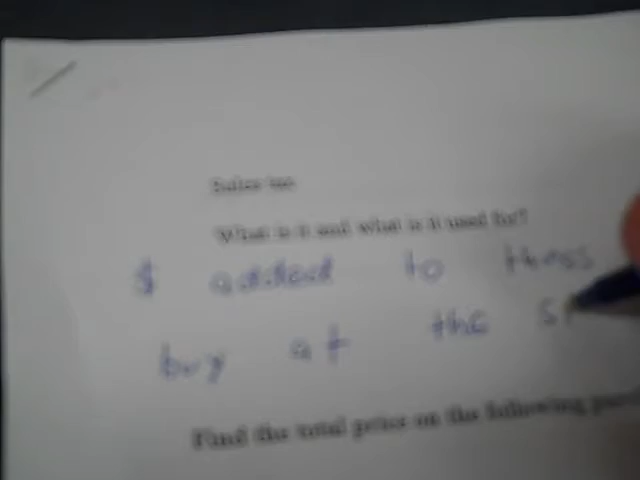 Sales tax
What is it and what is it used for?
$ added to
buy at the
Find the total price on the following